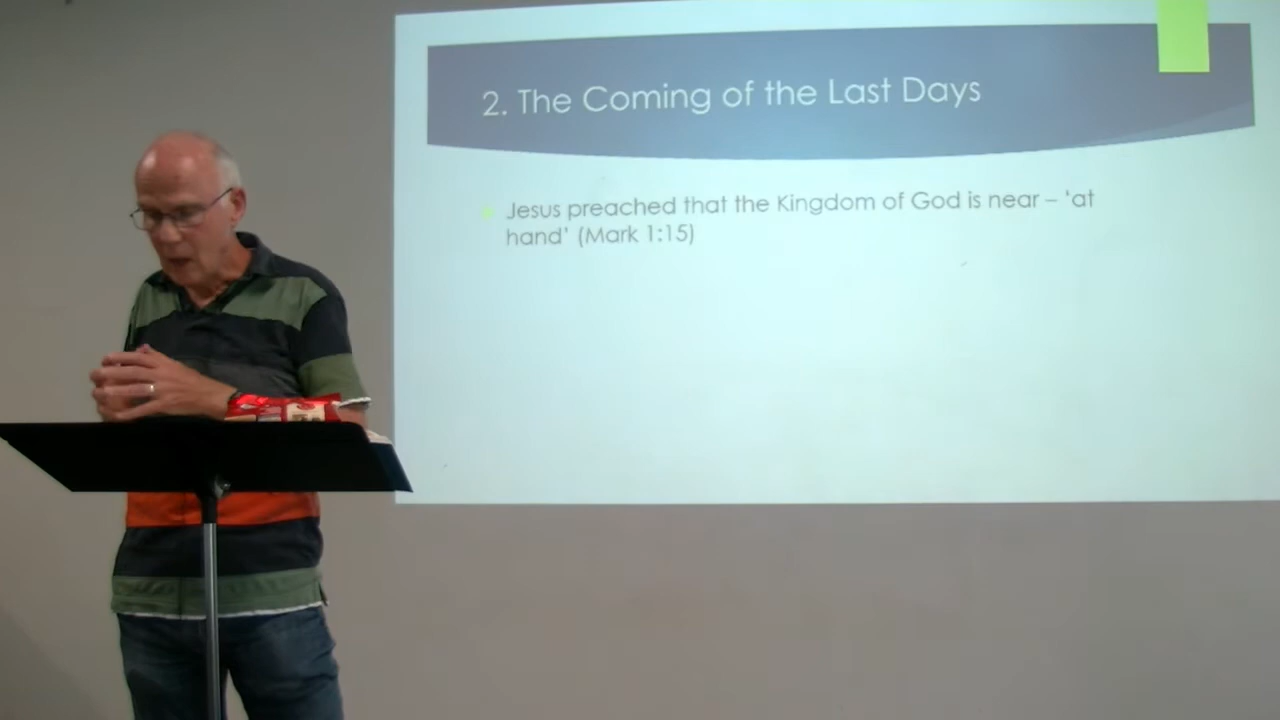 2. The Coming of the Last Days
Jesus preached that the Kingdom of God is near – 'at
hand' (Mark 1:15)